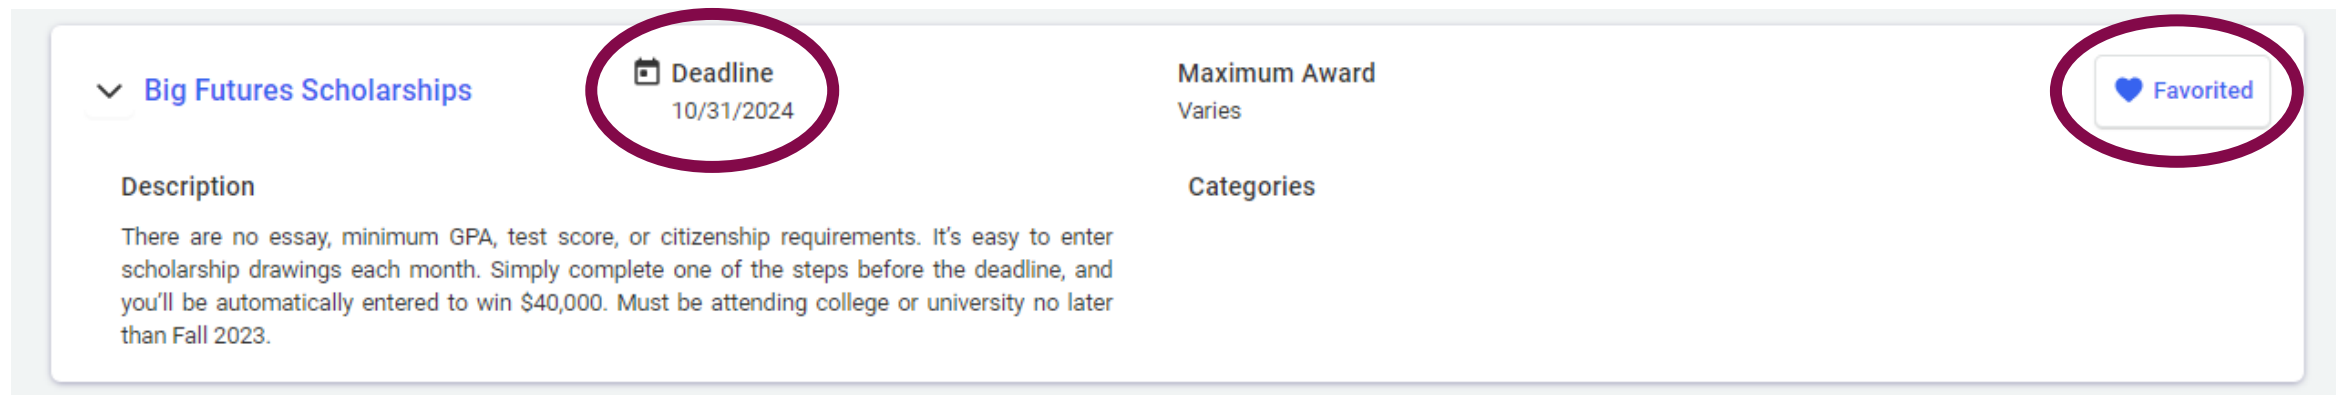 Big Futures Scholarships
Deadline
10/31/2024
Maximum Award
Varies
Favorited
Description
There are no essay, minimum GPA, test score, or citizenship requirements. It's easy to enter
scholarship drawings each month. Simply complete one of the steps before the deadline, and
you'll be automatically entered to win $40,000. Must be attending college or university no later
than Fall 2023.
Categories